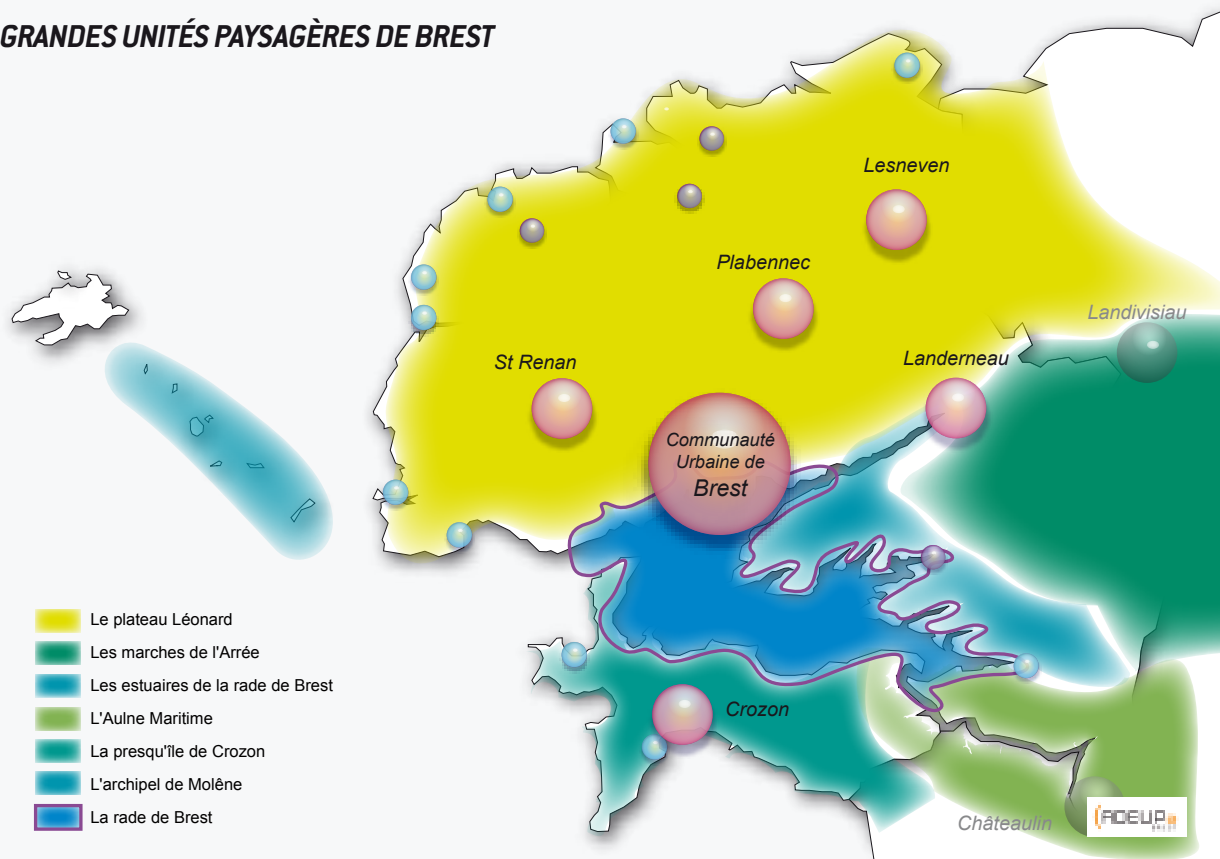 GRANDES UNITÉS PAYSAGÈRES DE BREST
Lesneven
Plabennec
Landivisiau
St Renan
Landerneau
Communauté
Urbaine de
Brest
Crozon
Châteaulin
ADEUP
Le plateau Léonard
Les marches de l'Arrée
Les estuaires de la rade de Brest
L'Aulne Maritime
La presqu'île de Crozon
L'archipel de Molêne
La rade de Brest